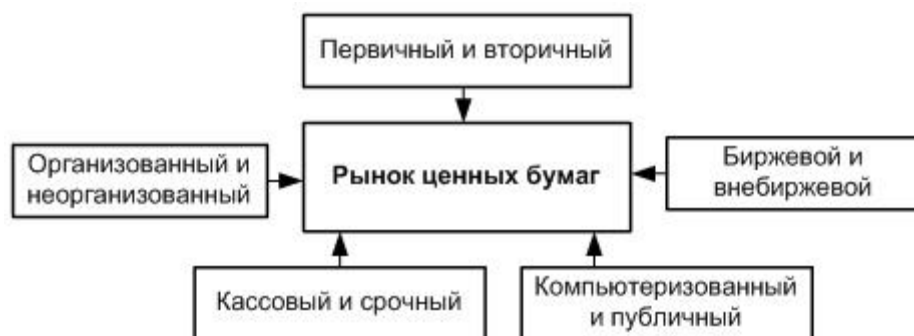 Первичный и вторичный
Организованный и
неорганизованный
Рынок ценных бумаг
Биржевой и
внебиржевой
Кассовый и срочный
Компьютеризованный
и публичный